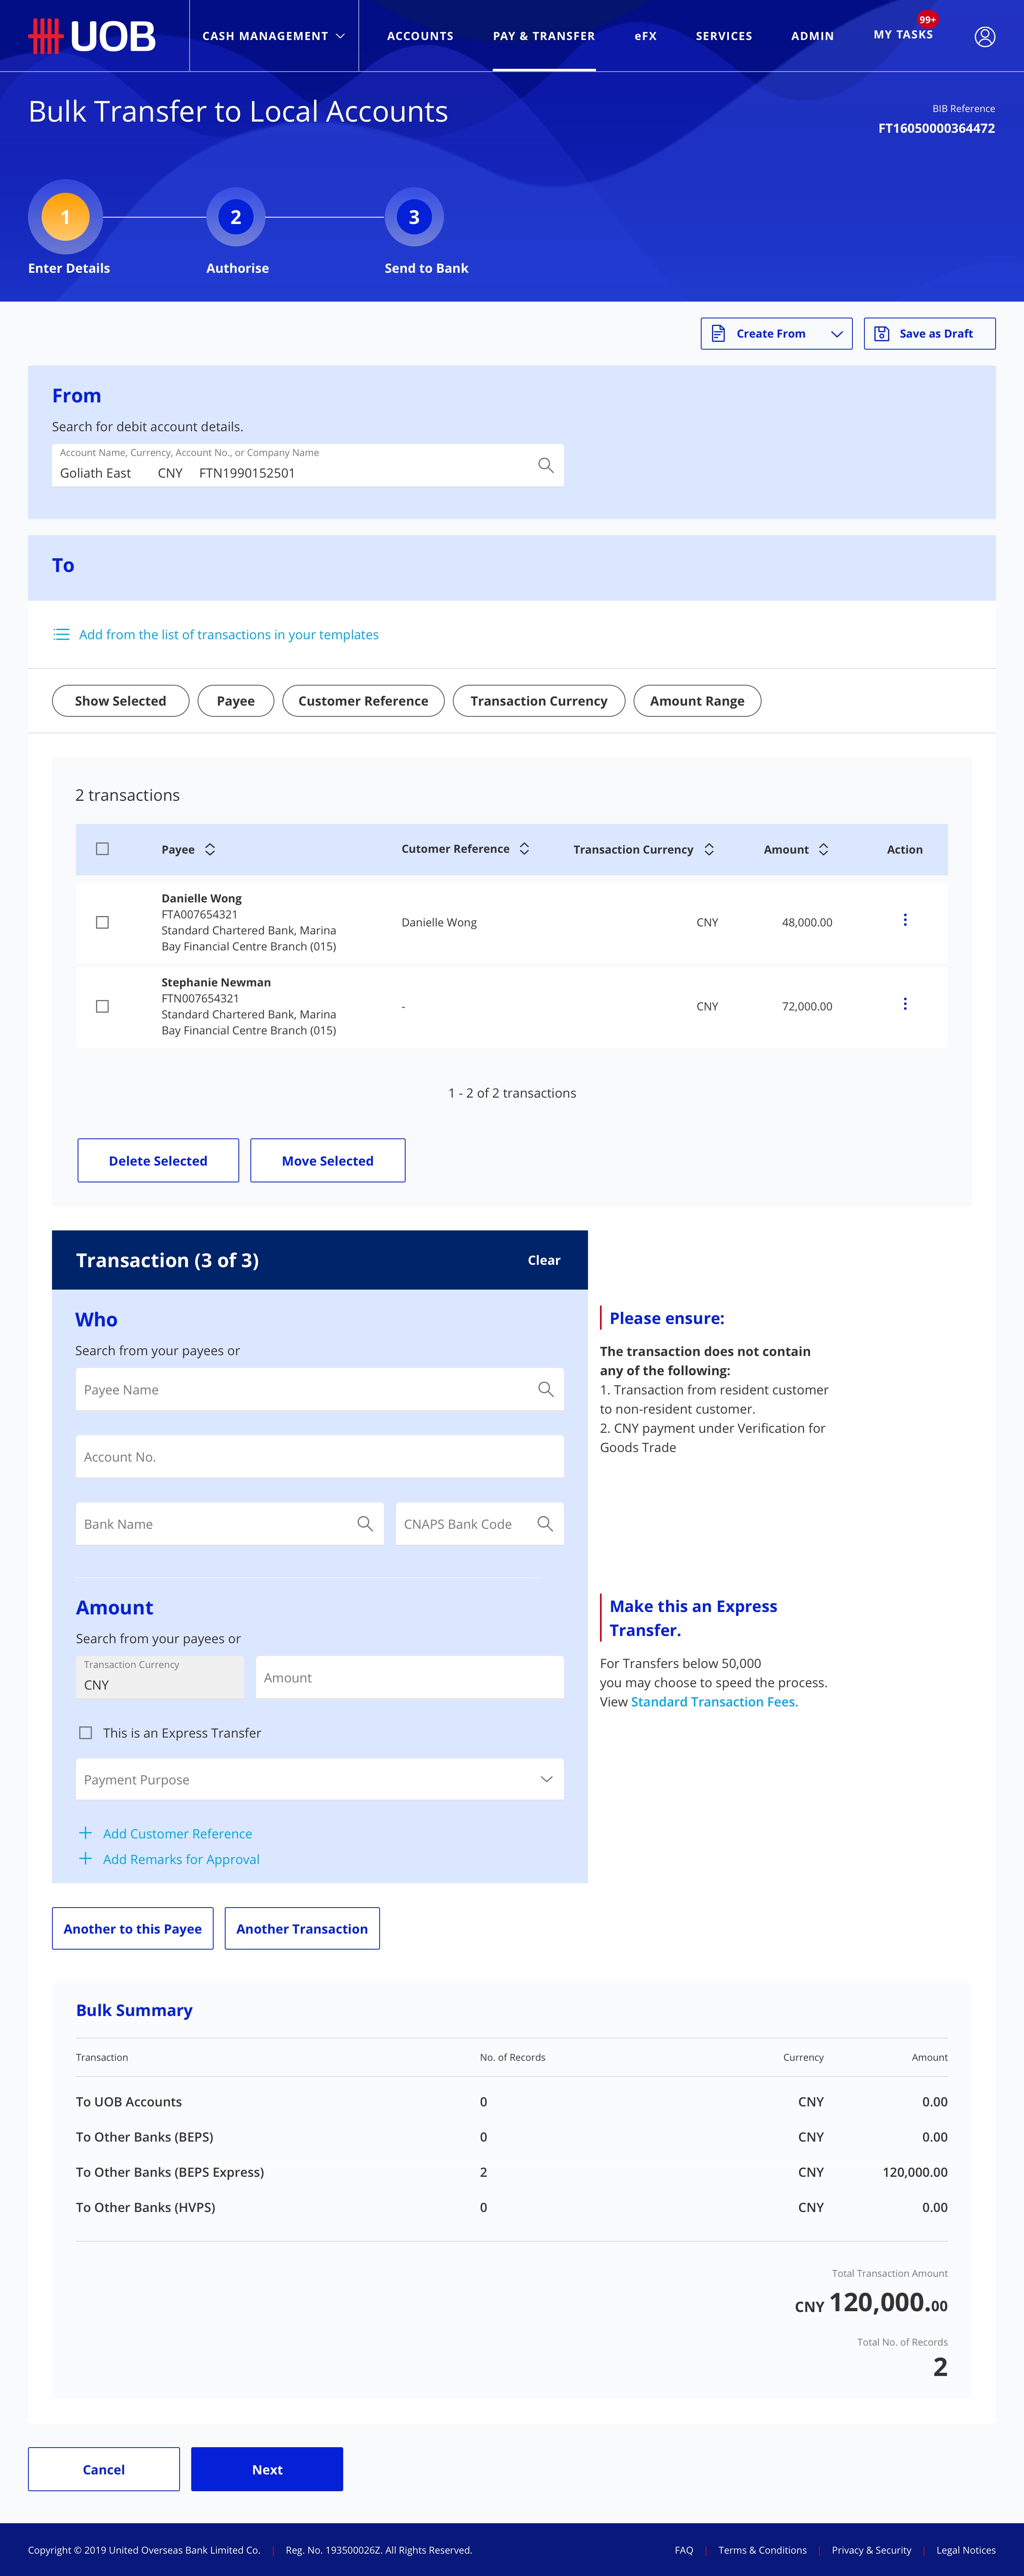 UOB
CASH MANAGEMENT
ACCOUNTS
PAY & TRANSFER
eFX
SERVICES
ADMIN
MY TASKS
99+
Bulk Transfer to Local Accounts
BIB Reference
FT16050000364472
1
2
3
Enter Details
Authorise
Send to Bank
Create From
Save as Draft
From
Search for debit account details.
Account Name, Currency, Account No., or Company Name
Goliath East CNY FTN1990152501
To
Add from the list of transactions in your templates
Show Selected
Payee
Customer Reference
Transaction Currency
Amount Range
2 transactions
Payee
Cutomer Reference
Transaction Currency
Amount
Action
Danielle Wong
FTA007654321
Standard Chartered Bank, Marina
Bay Financial Centre Branch (015)
Danielle Wong
CNY
48,000.00
Stephanie Newman
FTN007654321
Standard Chartered Bank, Marina
Bay Financial Centre Branch (015)
-
CNY
72,000.00
1 - 2 of 2 transactions
Delete Selected
Move Selected
Transaction (3 of 3)
Clear
Who
Search from your payees or
Payee Name
Account No.
Bank Name
CNAPS Bank Code
Please ensure:
The transaction does not contain
any of the following:
1. Transaction from resident customer
to non-resident customer.
2. CNY payment under Verification for
Goods Trade
Amount
Search from your payees or
Transaction Currency
CNY
Amount
This is an Express Transfer
Payment Purpose
Add Customer Reference
Add Remarks for Approval
Make this an Express
Transfer.
For Transfers below 50,000
you may choose to speed the process.
View Standard Transaction Fees.
Another to this Payee
Another Transaction
Bulk Summary
Transaction
No. of Records
Currency
Amount
To UOB Accounts
0
CNY
0.00
To Other Banks (BEPS)
0
CNY
0.00
To Other Banks (BEPS Express)
2
CNY
120,000.00
To Other Banks (HVPS)
0
CNY
0.00
Total Transaction Amount
CNY 120,000.00
Total No. of Records
2
Cancel
Next
Copyright © 2019 United Overseas Bank Limited Co. | Reg. No. 193500026Z. All Rights Reserved.
FAQ | Terms & Conditions | Privacy & Security | Legal Notices